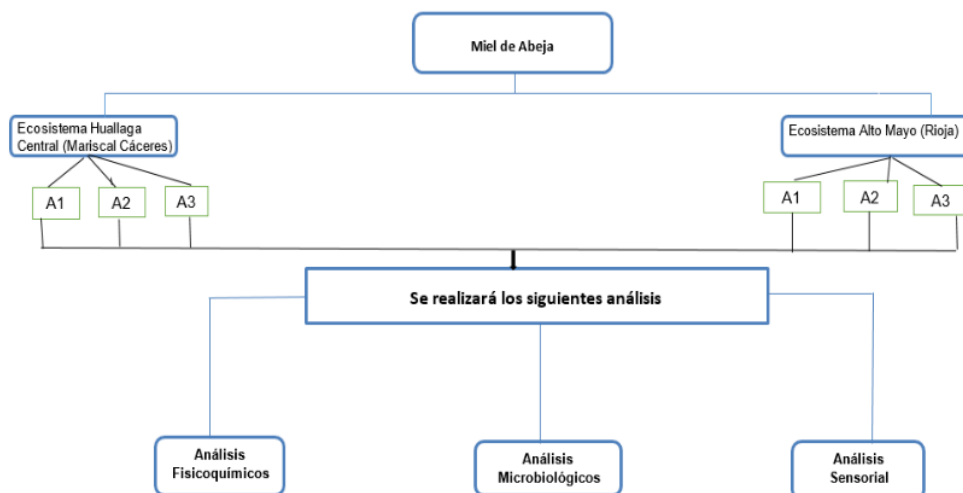 Miel de Abeja
Ecosistema Huallaga
Central (Mariscal Cáceres)
Ecosistema Alto Mayo (Rioja)
A1
A2
A3
A1
A2
A3
Se realizará los siguientes análisis
Análisis
Fisicoquímicos
Análisis
Microbiológicos
Análisis
Sensorial